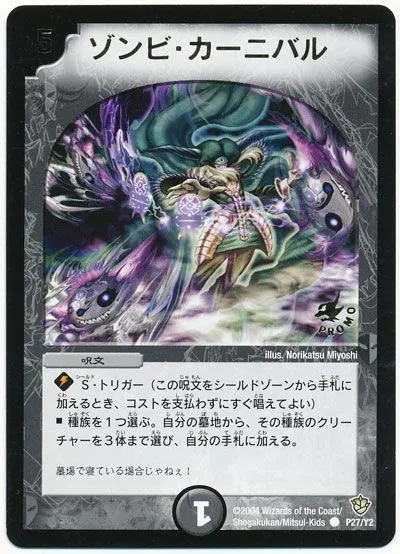 5
ゾンビ・カーニバル
PROMO
illus. Norikatsu Miyoshi
呪文
S・トリガー（この呪文をシールドゾーンから手札に
加えるとき、コストを支払わずにすぐ唱えてよい）
■ 種族を1つ選ぶ。自分の墓地から、その種族のクリー
チャーを3体まで選び、自分の手札に加える。
墓場で寝ている場合じゃねぇ！
1
©2004 Wizards of the Coast/
Shogakukan/Mitsui-Kids
P27/Y2